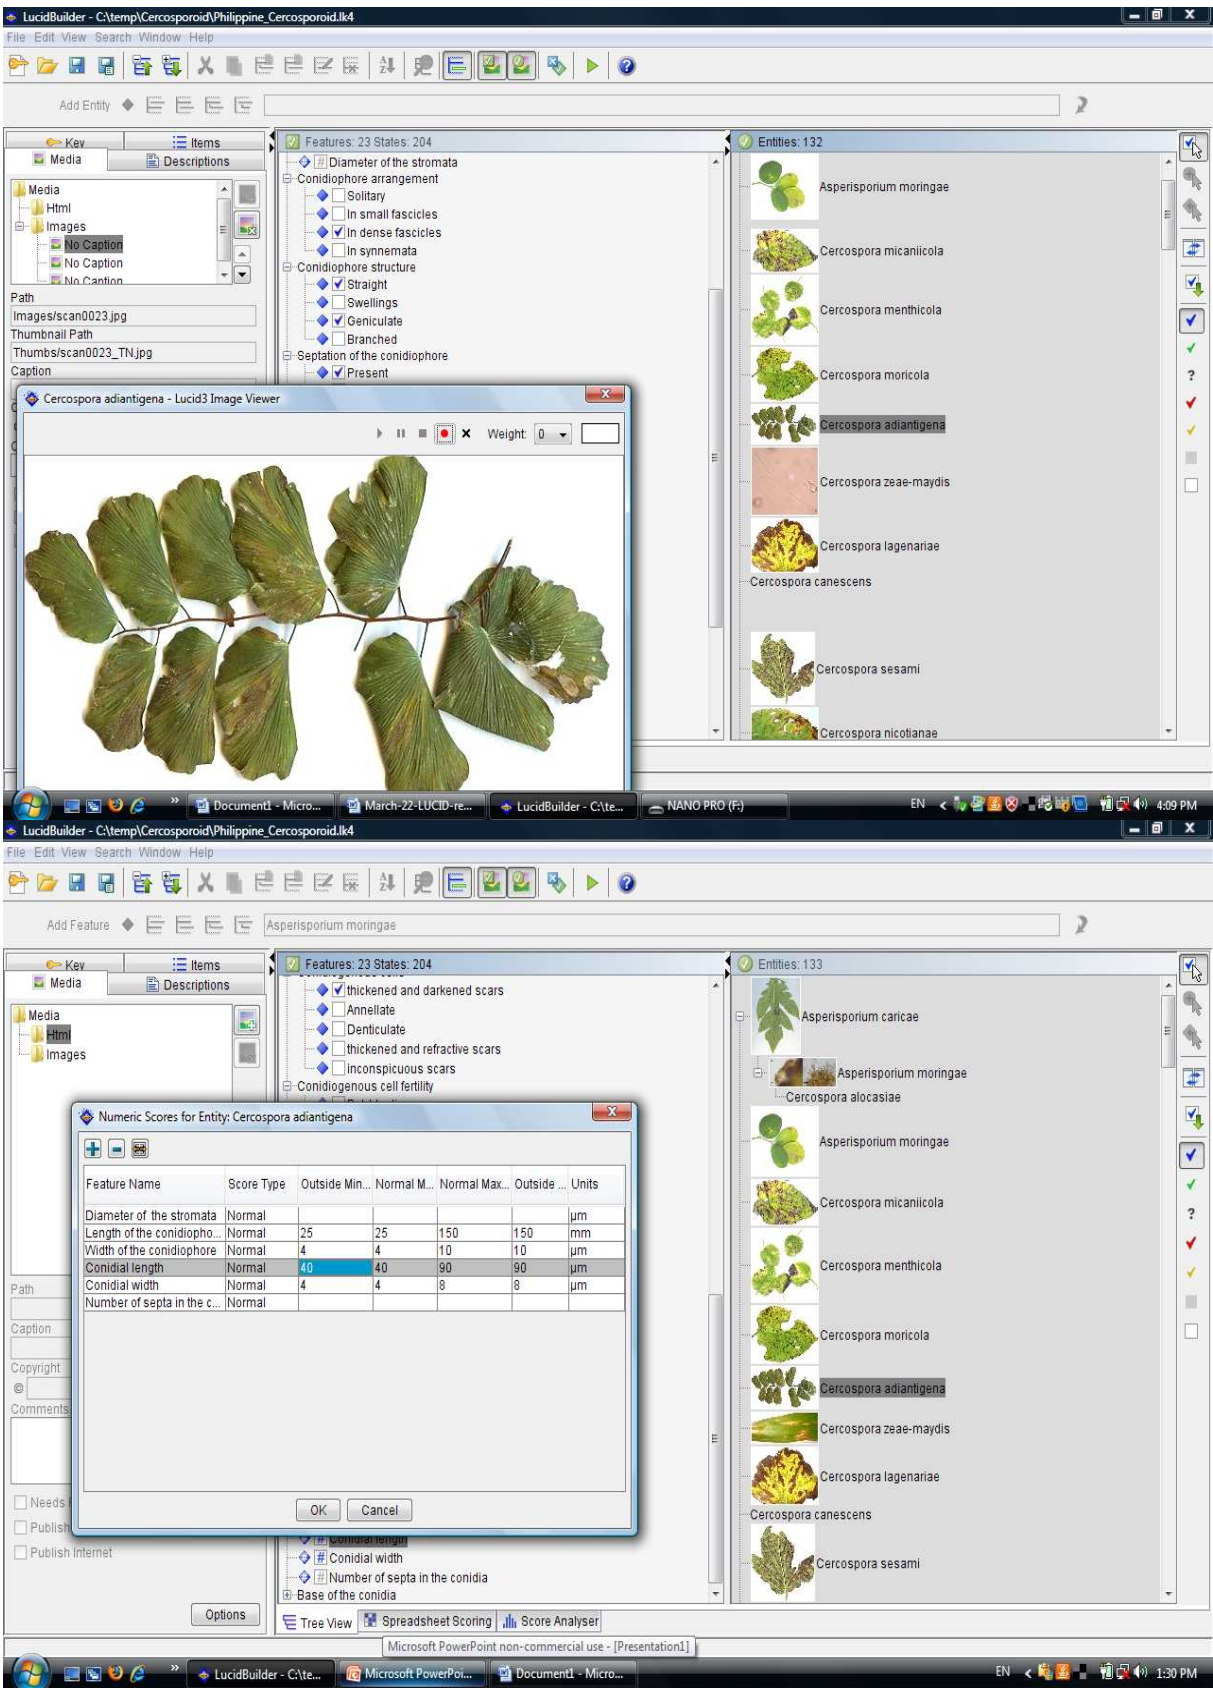 LucidBuilder - C:\temp\Cercosporoid\Philippine_Cercosporoid.lk4
File Edit View Search Window Help
Add Entity
Key
Items
Media
Descriptions
Media
Html
Images
No Caption
No Caption
No Caption
Path
Images/scan0023.jpg
Thumbnail Path
Thumbs/scan0023_TN.jpg
Caption
Features: 23 States: 204
Diameter of the stromata
Conidiophore arrangement
Solitary
In small fascicles
In dense fascicles
In synnemata
Conidiophore structure
Straight
Swellings
Geniculate
Branched
Septation of the conidiophore
Present
Cercospora adiantigena - Lucid3 Image Viewer
Weight: 0
Entities: 132
Asperisporium moringae
Cercospora micaniicola
Cercospora menthicola
Cercospora moricola
Cercospora adiantigena
Cercospora zeae-maydis
Cercospora lagenariae
Cercospora canescens
Cercospora sesami
Cercospora nicotianae
?
Document1 - Micro...
March-22-LUCID-re...
LucidBuilder - C:\te...
NANO PRO (F:)
EN
4:09 PM
LucidBuilder - C:\temp\Cercosporoid\Philippine_Cercosporoid.lk4
File Edit View Search Window Help
Add Feature
Asperisporium moringae
Key
Items
Media
Descriptions
Media
Html
Images
Path
Caption
Copyright
©
Comments
Needs
Publish
Publish Internet
Options
Features: 23 States: 204
thickened and darkened scars
Annellate
Denticulate
thickened and refractive scars
inconspicuous scars
Conidiogenous cell fertility
Numeric Scores for Entity: Cercospora adiantigena
Feature Name Score Type Outside Min... Normal M... Normal Max... Outside ... Units
Diameter of the stromata Normal µm
Length of the conidiopho... Normal 25 25 150 150 mm
Width of the conidiophore Normal 4 4 10 10 µm
Conidial length Normal 40 40 90 90 µm
Conidial width Normal 4 4 8 8 µm
Number of septa in the c... Normal
OK Cancel
Conidial length
Conidial width
Number of septa in the conidia
Base of the conidia
Tree View Spreadsheet Scoring Score Analyser
Microsoft PowerPoint non-commercial use - [Presentation1]
Entities: 133
Asperisporium caricae
Asperisporium moringae
Cercospora alocasiae
Asperisporium moringae
Cercospora micaniicola
Cercospora menthicola
Cercospora moricola
Cercospora adiantigena
Cercospora zeae-maydis
Cercospora lagenariae
Cercospora canescens
Cercospora sesami
?
LucidBuilder - C:\te...
Microsoft PowerPoi...
Document1 - Micro...
EN
1:30 PM